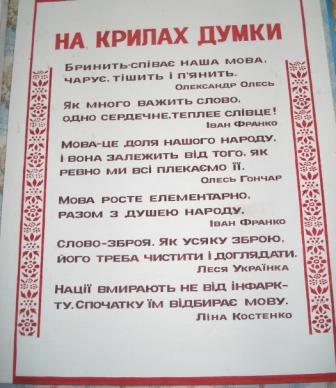 НА КРИЛАХ ДУМКИ
Бринить-співає наша мова,
чарує, тішить і п'янить.
Олександр Олесь
Як много важить слово,
одно сердечне, теплее слівце!
Іван Франко
Мова-це доля нашого народу,
і вона залежить від того, як
ревно ми всі плекаємо її.
Олесь Гончар
Мова росте елементарно,
разом з душею народу.
Іван Франко
Слово-зброя. Як усяку зброю,
його треба чистити і доглядати.
Леся Українка
Нації вмирають не від інфарк-
ту. Спочатку їм відбирає мову.
Ліна Костенко